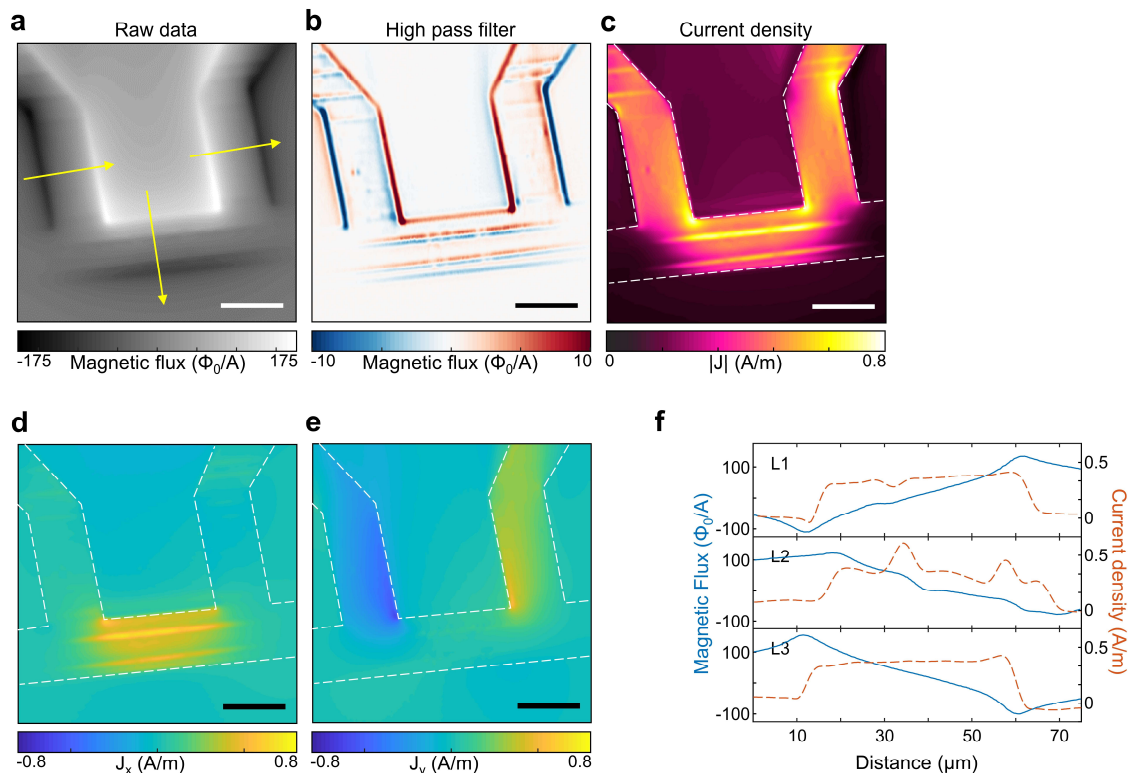 a
Raw data
b
High pass filter
c
Current density
-175 Magnetic flux (Φ0/A) 175
-10 Magnetic flux (Φ0/A) 10
0 |J| (A/m) 0.8
d
e
f
-0.8 Jx (A/m) 0.8
-0.8 Jy (A/m) 0.8
L1
100
-100
0.5
0
L2
100
-100
0.5
0
L3
100
-100
0.5
0
Magnetic Flux (Φ0/A)
Current density (A/m)
10 30 50 70
Distance (μm)